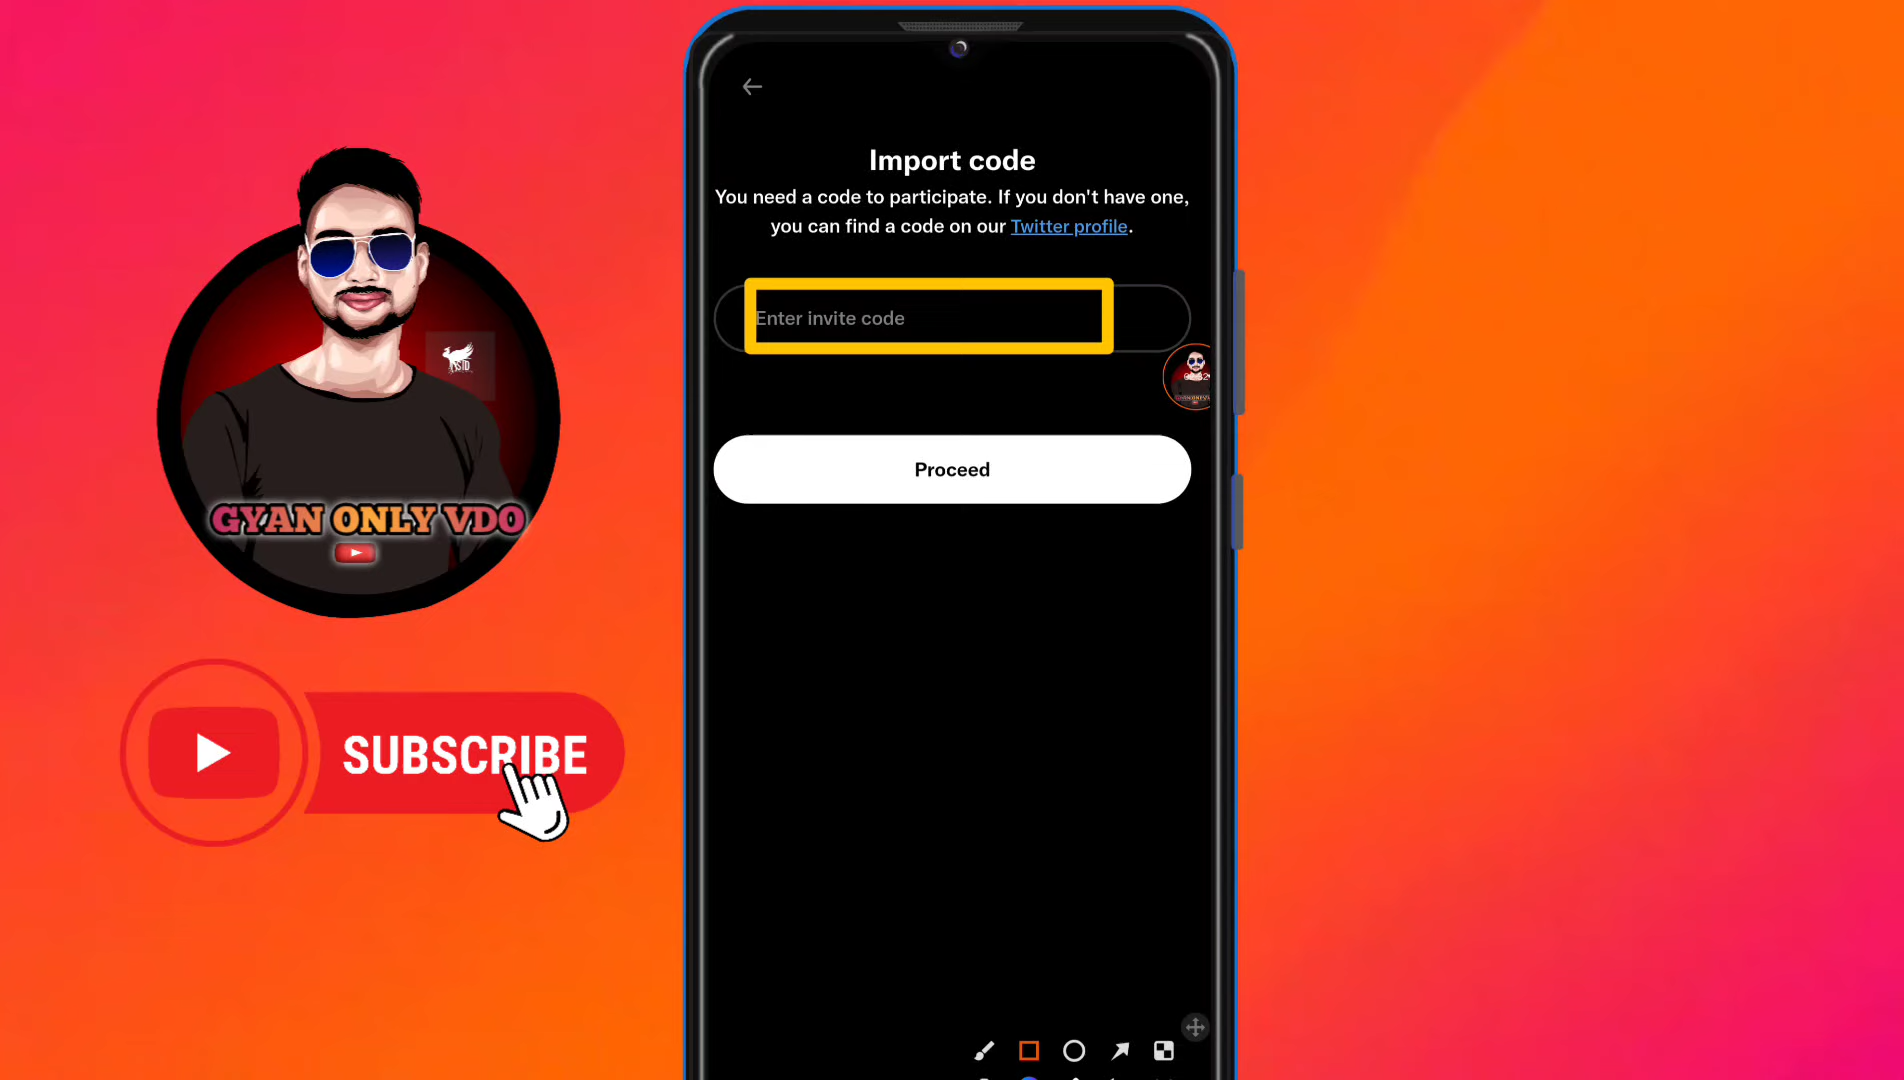 Import code
You need a code to participate. If you don't have one,
you can find a code on our Twitter profile.
Enter invite code
Proceed
GYAN ONLY VDO
SUBSCRIBE